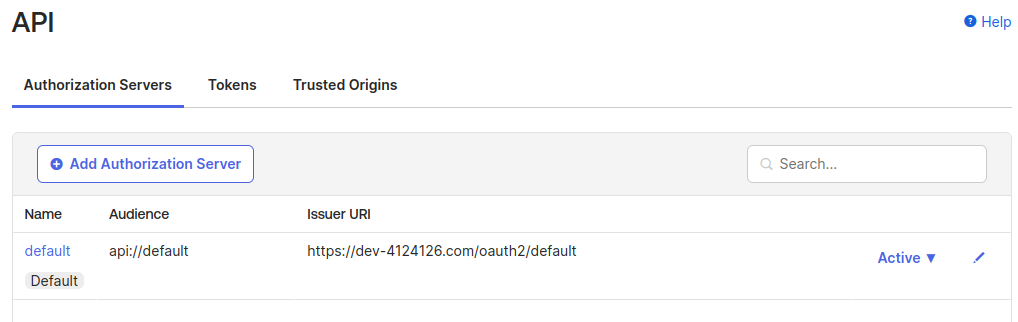 API
Help
Authorization Servers Tokens Trusted Origins
Add Authorization Server Search...
Name Audience Issuer URI
default api://default https://dev-4124126.com/oauth2/default Active ▼
Default